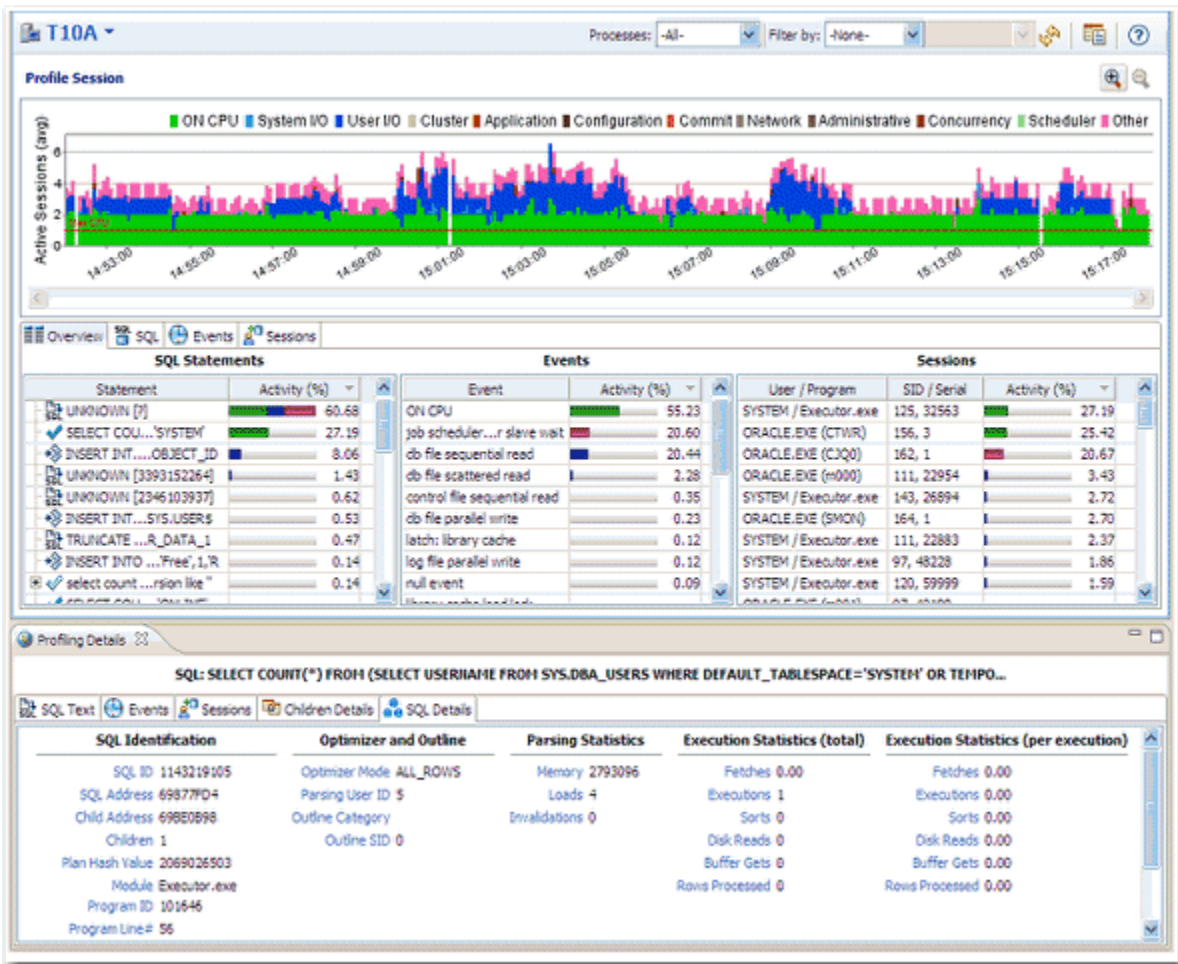 T10A
Processes: -All- Filter by: -None-
Profile Session
ON CPU System I/O User I/O Cluster Application Configuration Commit Network Administrative Concurrency Scheduler Other
Active Sessions (avg)
6
4
2
0
14:53:00 14:55:00 14:57:00 14:59:00 15:01:00 15:03:00 15:05:00 15:07:00 15:09:00 15:11:00 15:13:00 15:15:00 15:17:00
Overview SQL Events Sessions
SQL Statements Events Sessions
Statement Activity (%) Event Activity (%) User / Program SID / Serial Activity (%)
UNKNOWN [?] 60.68 ON CPU 55.23 SYSTEM / Executor.exe 125, 32563 27.19
SELECT COU...'SYSTEM' 27.19 job scheduler...r slave wait 20.60 ORACLE.EXE (CTWR) 156, 3 25.42
INSERT INT.....OBJECT_ID 8.06 db file sequential read 20.44 ORACLE.EXE (CJQ0) 162, 1 20.67
UNKNOWN [3393152264] 1.43 db file scattered read 2.28 ORACLE.EXE (m000) 111, 22954 3.43
UNKNOWN [2346103937] 0.62 control file sequential read 0.35 SYSTEM / Executor.exe 143, 26894 2.72
INSERT INT...SYS.USER$ 0.53 db file parallel write 0.23 ORACLE.EXE (SMON) 164, 1 2.70
TRUNCATE ...R_DATA_1 0.47 latch: library cache 0.12 SYSTEM / Executor.exe 111, 22883 2.37
INSERT INTO ...'Free',1,'R 0.14 log file parallel write 0.12 SYSTEM / Executor.exe 97, 48228 1.86
select count ...rsion like '' 0.14 null event 0.09 SYSTEM / Executor.exe 120, 59999 1.59
Profiling Details
SQL: SELECT COUNT(*) FROM (SELECT USERNAME FROM SYS.DBA_USERS WHERE DEFAULT_TABLESPACE='SYSTEM' OR TEMPO...
SQL Text Events Sessions Children Details SQL Details
SQL Identification Optimizer and Outline Parsing Statistics Execution Statistics (total) Execution Statistics (per execution)
SQL ID 1143219105 Optimizer Mode ALL_ROWS Memory 2793096 Fetches 0.00 Fetches 0.00
SQL Address 69877FD4 Parsing User ID 5 Loads 4 Executions 1 Executions 0.00
Child Address 69BE0B98 Outline Category Invalidations 0 Sorts 0 Sorts 0.00
Children 1 Outline SID 0 Disk Reads 0 Disk Reads 0.00
Plan Hash Value 2069026503 Buffer Gets 0 Buffer Gets 0.00
Module Executor.exe Rows Processed 0 Rows Processed 0.00
Program ID 101646
Program Line# 56